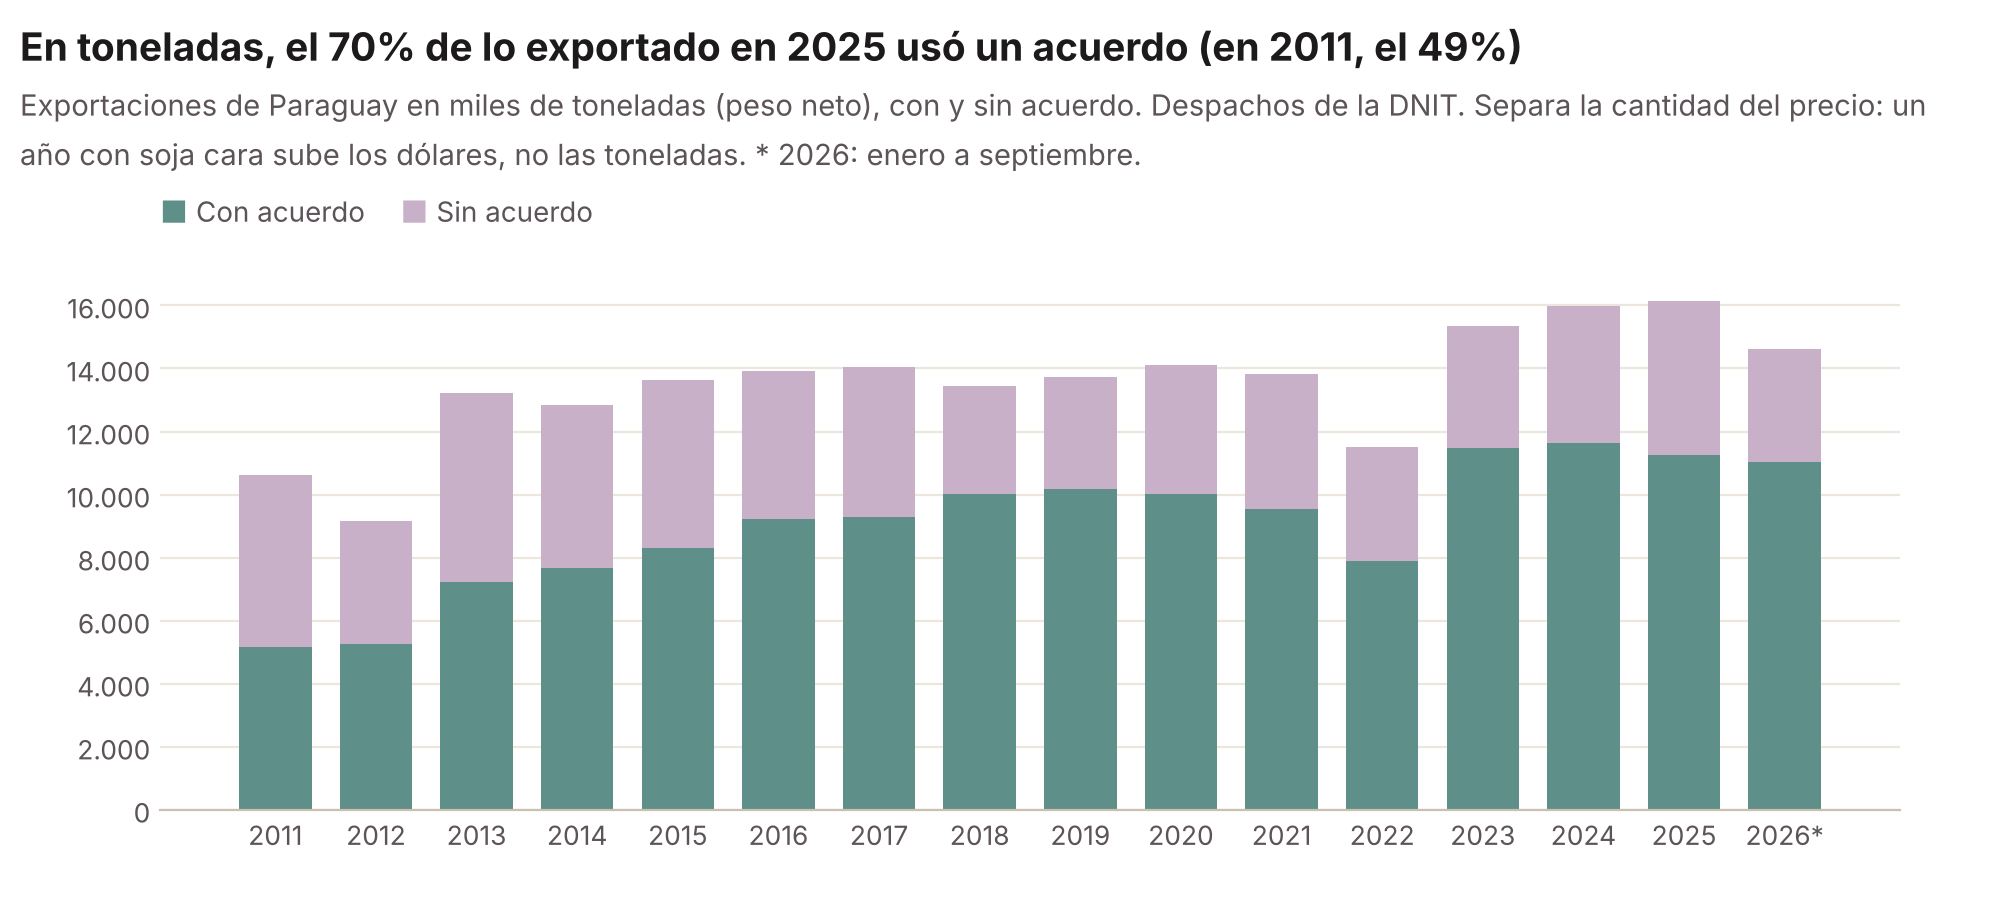 En toneladas, el 70% de lo exportado en 2025 usó un acuerdo (en 2011, el 49%)
Exportaciones de Paraguay en miles de toneladas (peso neto), con y sin acuerdo. Despachos de la DNIT. Separa la cantidad del precio: un
año con soja cara sube los dólares, no las toneladas. * 2026: enero a septiembre.
Con acuerdo Sin acuerdo
16.000
14.000
12.000
10.000
8.000
6.000
4.000
2.000
0
2011 2012 2013 2014 2015 2016 2017 2018 2019 2020 2021 2022 2023 2024 2025 2026*